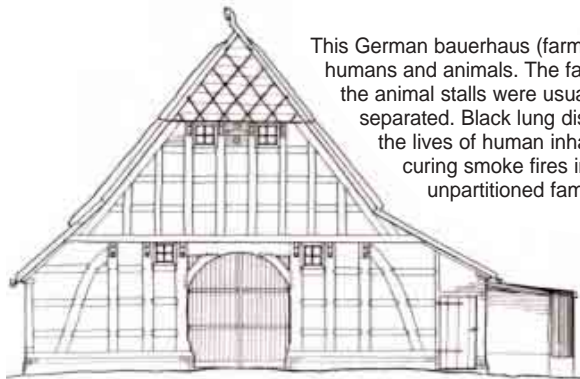 This German bauerhaus (farm
humans and animals. The fa
the animal stalls were usua
separated. Black lung dis
the lives of human inha
curing smoke fires in
unpartitioned fam